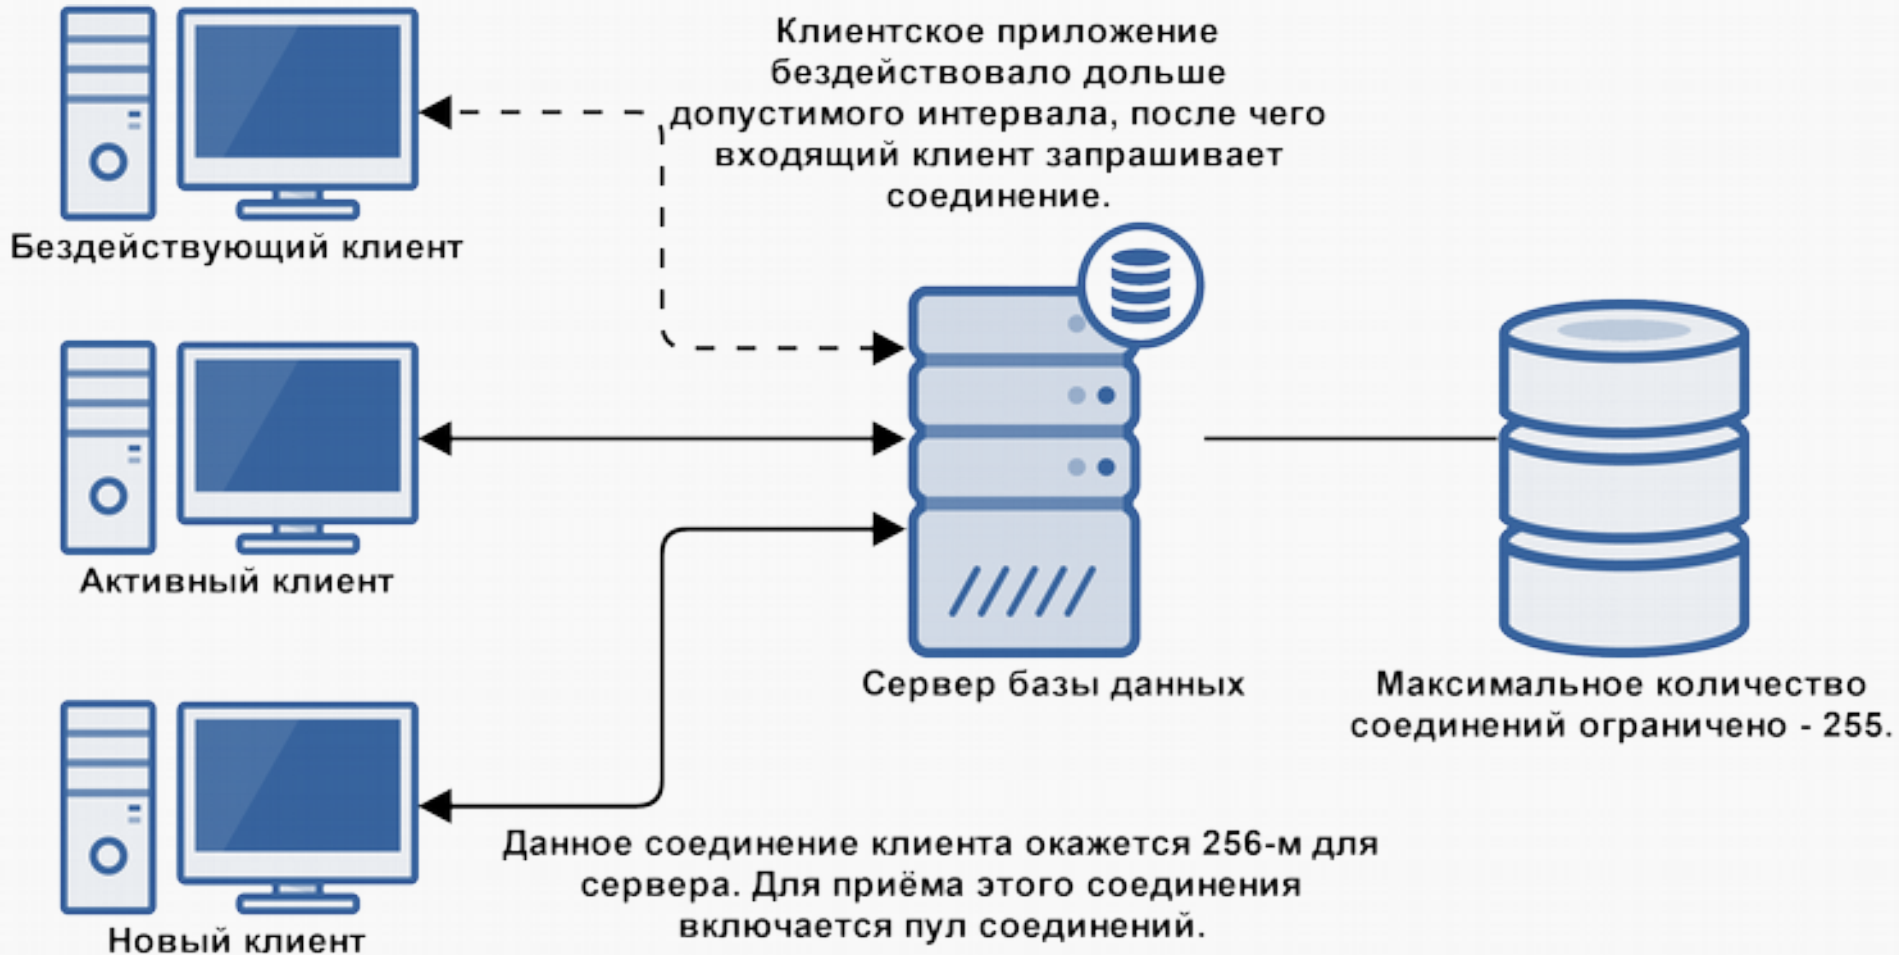 Клиентское приложение
бездействовало дольше
допустимого интервала, после чего
входящий клиент запрашивает
соединение.
Бездействующий клиент
Активный клиент
Сервер базы данных
Максимальное количество
соединений ограничено - 255.
Данное соединение клиента окажется 256-м для
сервера. Для приёма этого соединения
включается пул соединений.
Новый клиент